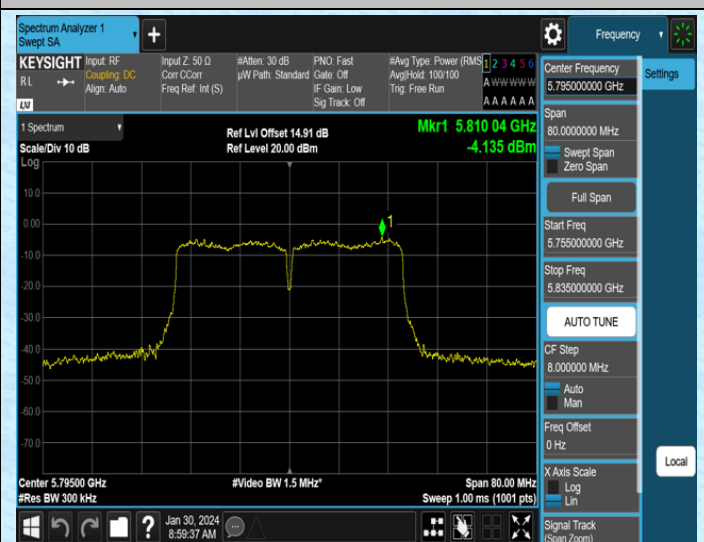 Spectrum Analyzer 1
Swept SA
Frequency
KEYSIGHT
RL
LXI
Input: RF
Coupling: DC
Align: Auto
Input Z: 50 Ω
Corr CCorr
Freq Ref: Int (S)
#Atten: 30 dB
µW Path: Standard
PNO: Fast
Gate: Off
IF Gain: Low
Sig Track: Off
#Avg Type: Power (RMS
Avg|Hold: 100/100
Trig: Free Run
1 2 3 4 5 6
A W W W W W
A A A A A A
1 Spectrum
Scale/Div 10 dB
Log
Ref Lvl Offset 14.91 dB
Ref Level 20.00 dBm
Mkr1 5.810 04 GHz
-4.135 dBm
10.0
0.00
-10.0
-20.0
-30.0
-40.0
-50.0
-60.0
-70.0
1
Center 5.79500 GHz
#Res BW 300 kHz
#Video BW 1.5 MHz*
Span 80.00 MHz
Sweep 1.00 ms (1001 pts)
Jan 30, 2024
8:59:37 AM
?
Center Frequency
5.795000000 GHz
Span
80.0000000 MHz
Swept Span
Zero Span
Full Span
Start Freq
5.755000000 GHz
Stop Freq
5.835000000 GHz
AUTO TUNE
CF Step
8.000000 MHz
Auto
Man
Freq Offset
0 Hz
X Axis Scale
Log
Lin
Signal Track
(Span Zoom)
Settings
Local